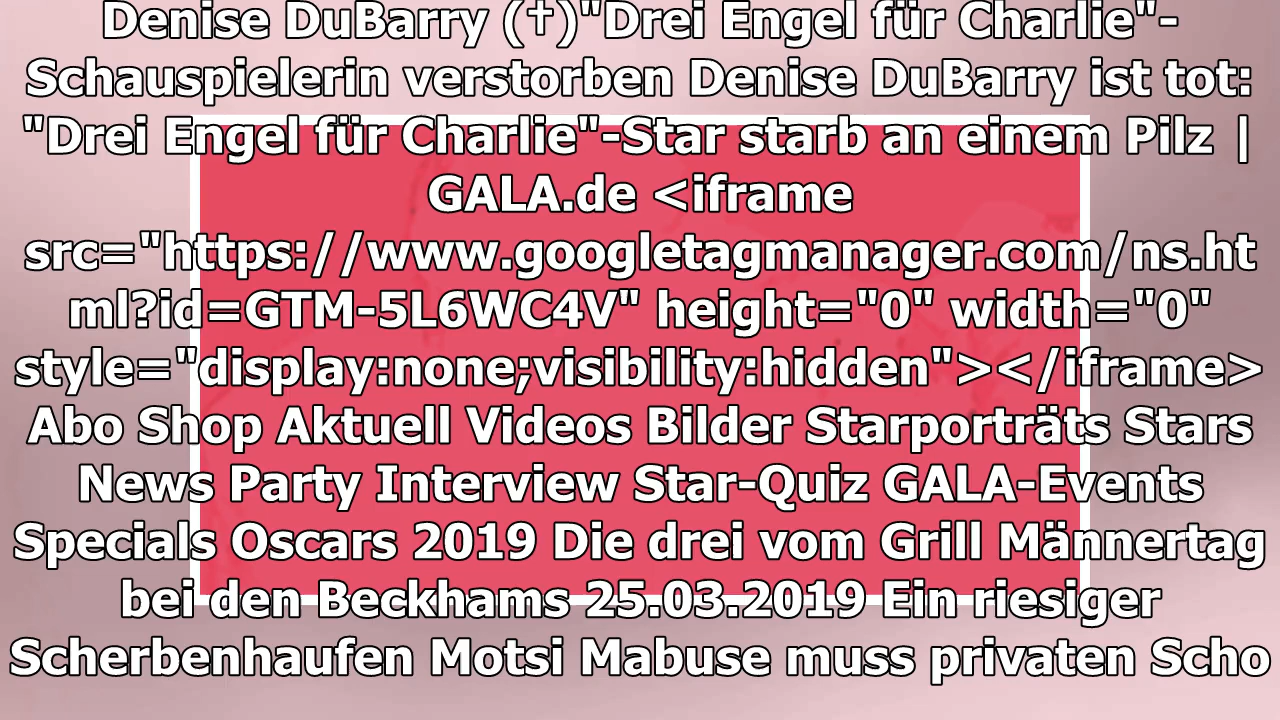 Denise DuBarry (✝)"Drei Engel für Charlie"-
Schauspielerin verstorben Denise DuBarry ist tot:
"Drei Engel für Charlie"-Star starb an einem Pilz |
GALA.de <iframe
src="https://www.googletagmanager.com/ns.ht
ml?id=GTM-5L6WC4V" height="0" width="0"
style="display:none;visibility:hidden"></iframe>
Abo Shop Aktuell Videos Bilder Starporträts Stars
News Party Interview Star-Quiz GALA-Events
Specials Oscars 2019 Die drei vom Grill Männertag
bei den Beckhams 25.03.2019 Ein riesiger
Scherbenhaufen Motsi Mabuse muss privaten Scho